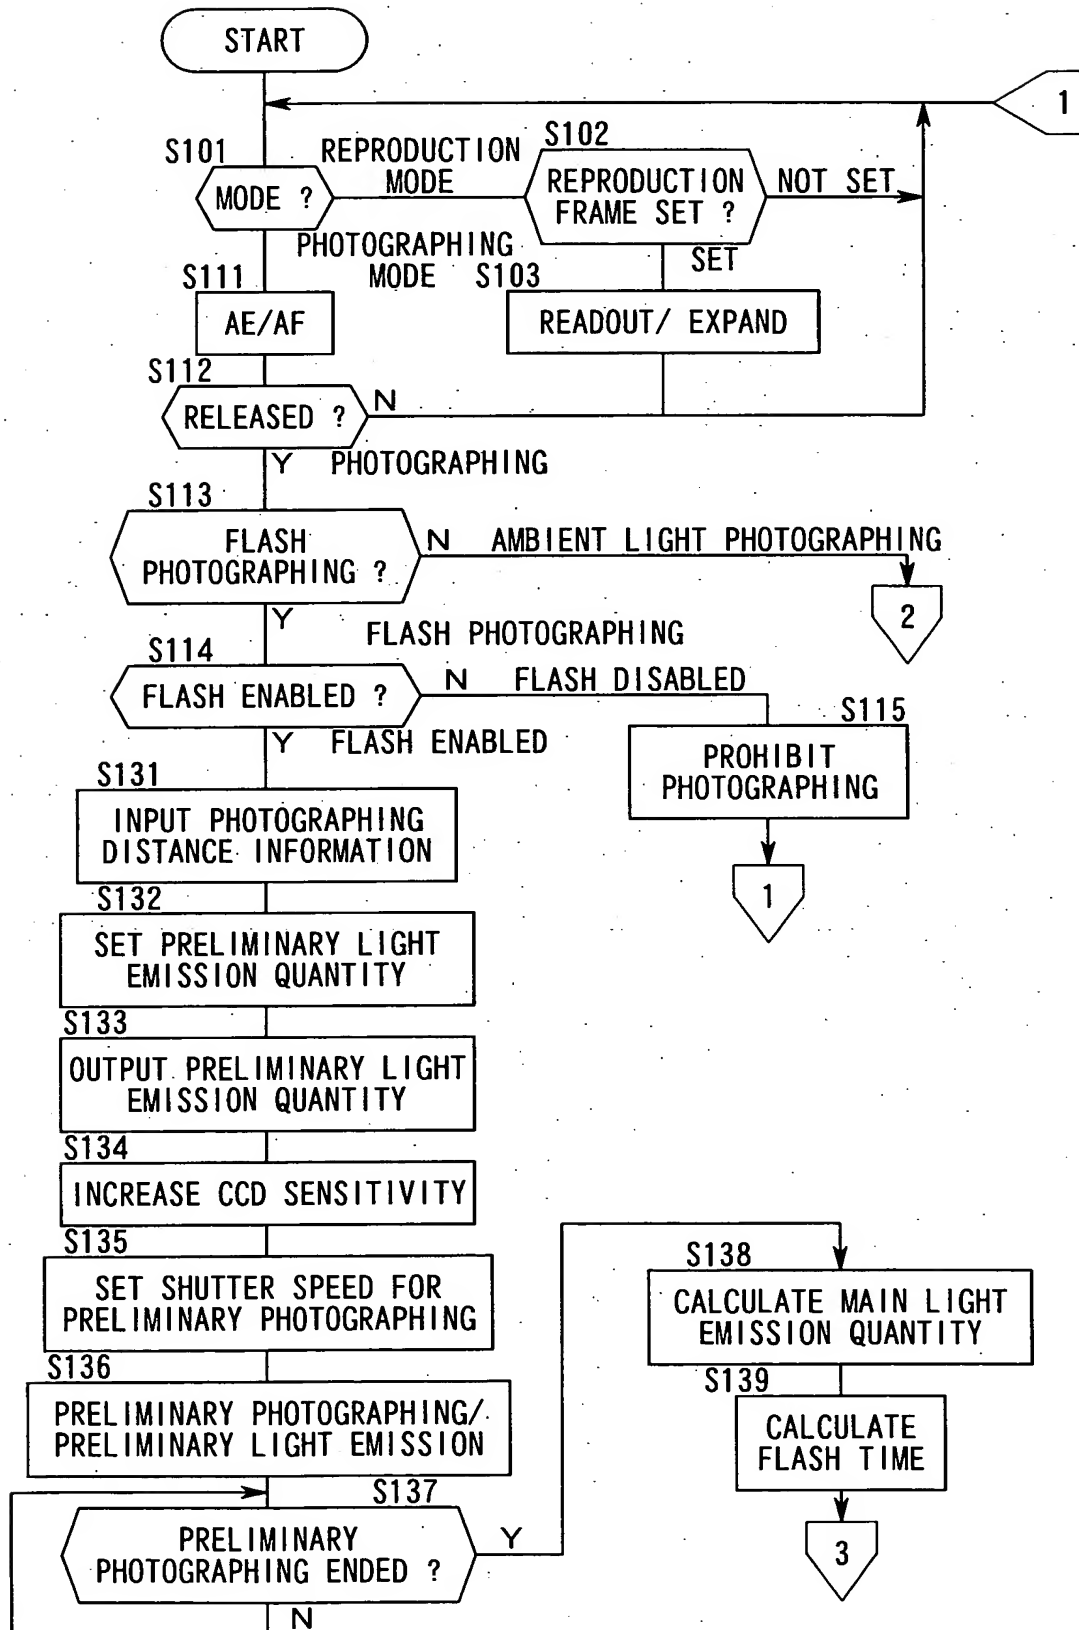 START
1
S101
MODE ?
REPRODUCTION
MODE
S102
REPRODUCTION
FRAME SET ?
NOT SET
PHOTOGRAPHING
MODE
SET
S103
READOUT/ EXPAND
S111
AE/AF
S112
RELEASED ?
N
Y PHOTOGRAPHING
S113
FLASH
PHOTOGRAPHING ?
N AMBIENT LIGHT PHOTOGRAPHING
2
Y
FLASH PHOTOGRAPHING
S114
FLASH ENABLED ?
N FLASH DISABLED
S115
PROHIBIT
PHOTOGRAPHING
1
Y FLASH ENABLED
S131
INPUT PHOTOGRAPHING
DISTANCE INFORMATION
S132
SET PRELIMINARY LIGHT
EMISSION QUANTITY
S133
OUTPUT PRELIMINARY LIGHT
EMISSION QUANTITY
S134
INCREASE CCD SENSITIVITY
S135
SET SHUTTER SPEED FOR
PRELIMINARY PHOTOGRAPHING
S136
PRELIMINARY PHOTOGRAPHING/
PRELIMINARY LIGHT EMISSION
S137
PRELIMINARY
PHOTOGRAPHING ENDED ?
Y
N
S138
CALCULATE MAIN LIGHT
EMISSION QUANTITY
S139
CALCULATE
FLASH TIME
3